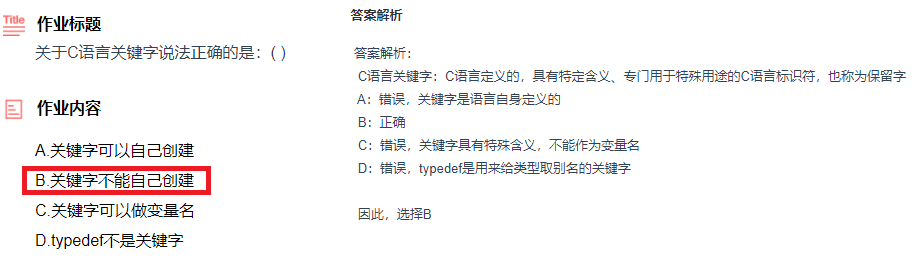 Title
作业标题
关于C语言关键字说法正确的是：( )
作业内容
A.关键字可以自己创建
B.关键字不能自己创建
C.关键字可以做变量名
D.typedef不是关键字
答案解析
答案解析：
C语言关键字：C语言定义的，具有特定含义、专门用于特殊用途的C语言标识符，也称为保留字
A：错误，关键字是语言自身定义的
B：正确
C：错误，关键字具有特殊含义，不能作为变量名
D：错误，typedef是用来给类型取别名的关键字
因此，选择B